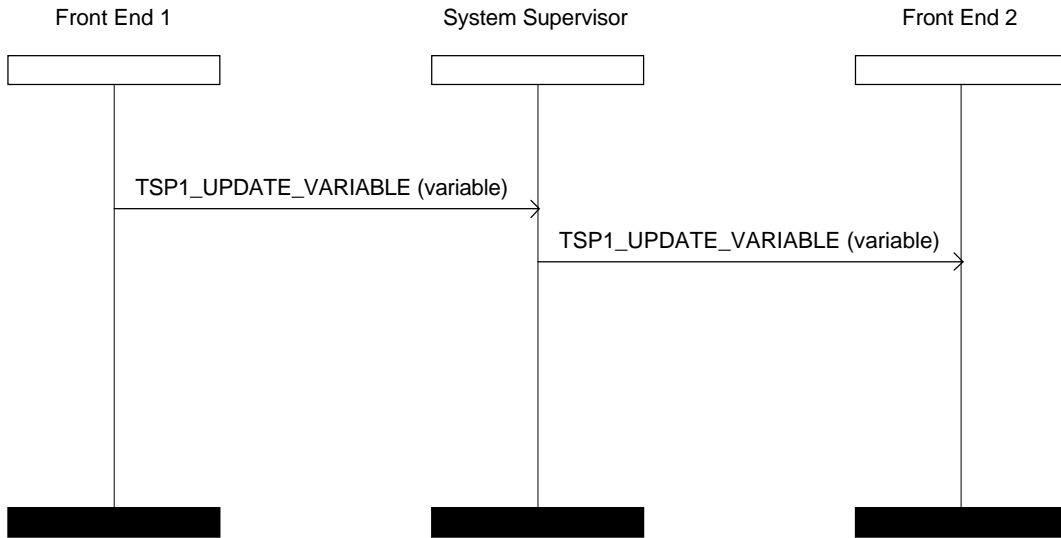 Front End 1
System Supervisor
Front End 2
TSP1_UPDATE_VARIABLE (variable)
TSP1_UPDATE_VARIABLE (variable)